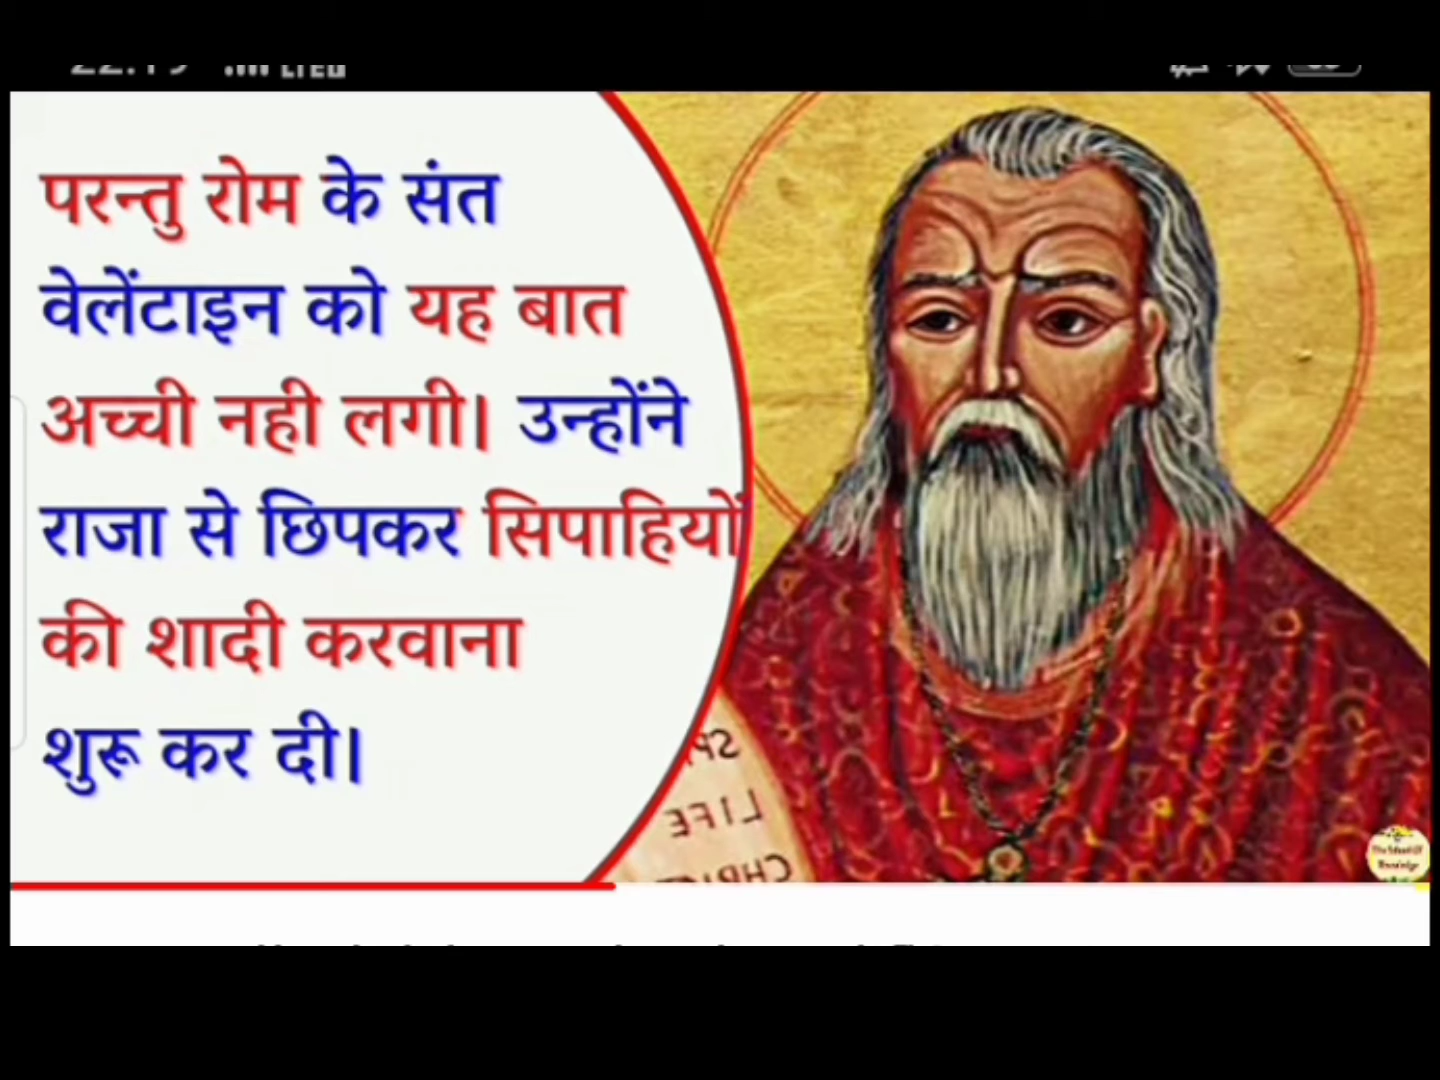 परन्तु रोम के संत
वेलेंटाइन को यह बात
अच्ची नही लगी। उन्होंने
राजा से छिपकर सिपाहियों
की शादी करवाना
शुरू कर दी।
LIFE